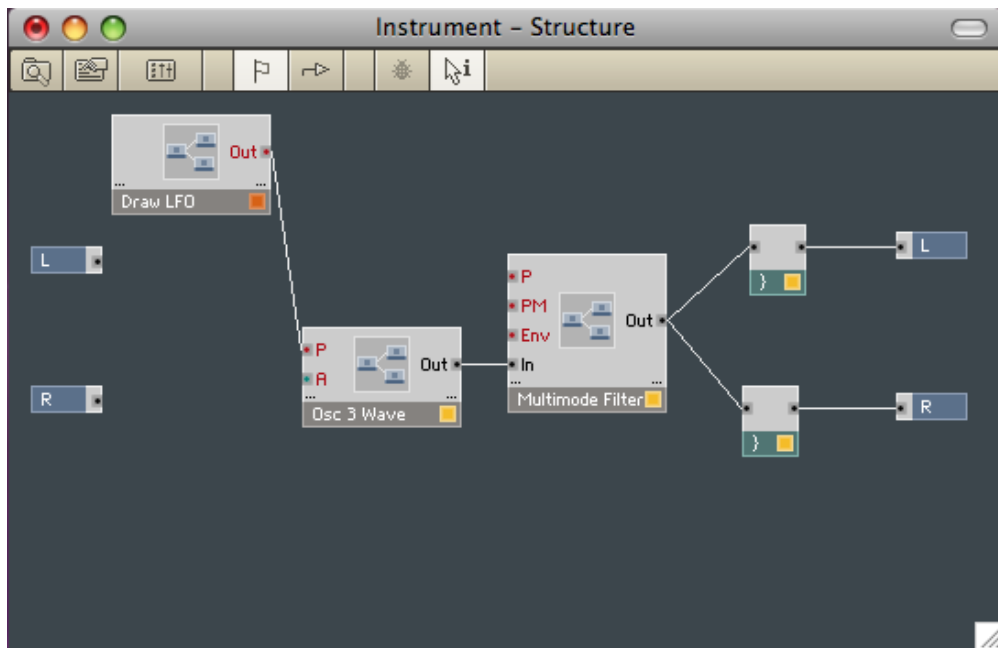 Instrument – Structure
i
Out
Draw LFO
L
L
}
P
PM
Out
Env
In
P
Out
A
Multimode Filter
Osc 3 Wave
R
R
}